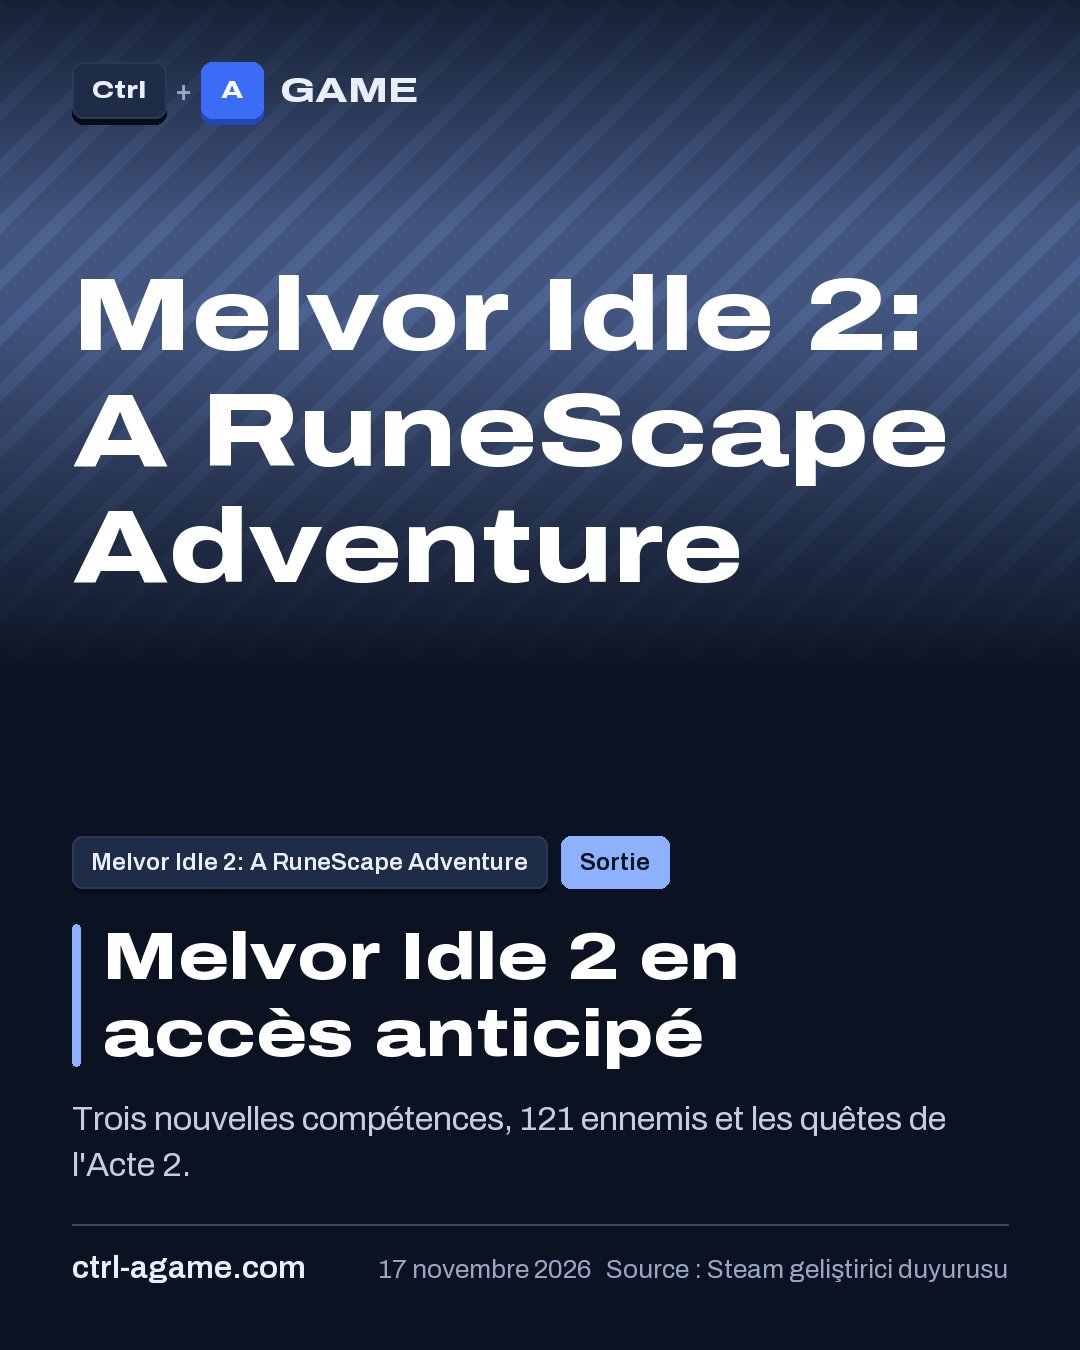 Ctrl + A GAME
Melvor Idle 2:
A RuneScape
Adventure
Melvor Idle 2: A RuneScape Adventure Sortie
Melvor Idle 2 en
accès anticipé
Trois nouvelles compétences, 121 ennemis et les quêtes de
l'Acte 2.
ctrl-agame.com 17 novembre 2026 Source : Steam geliştirici duyurusu